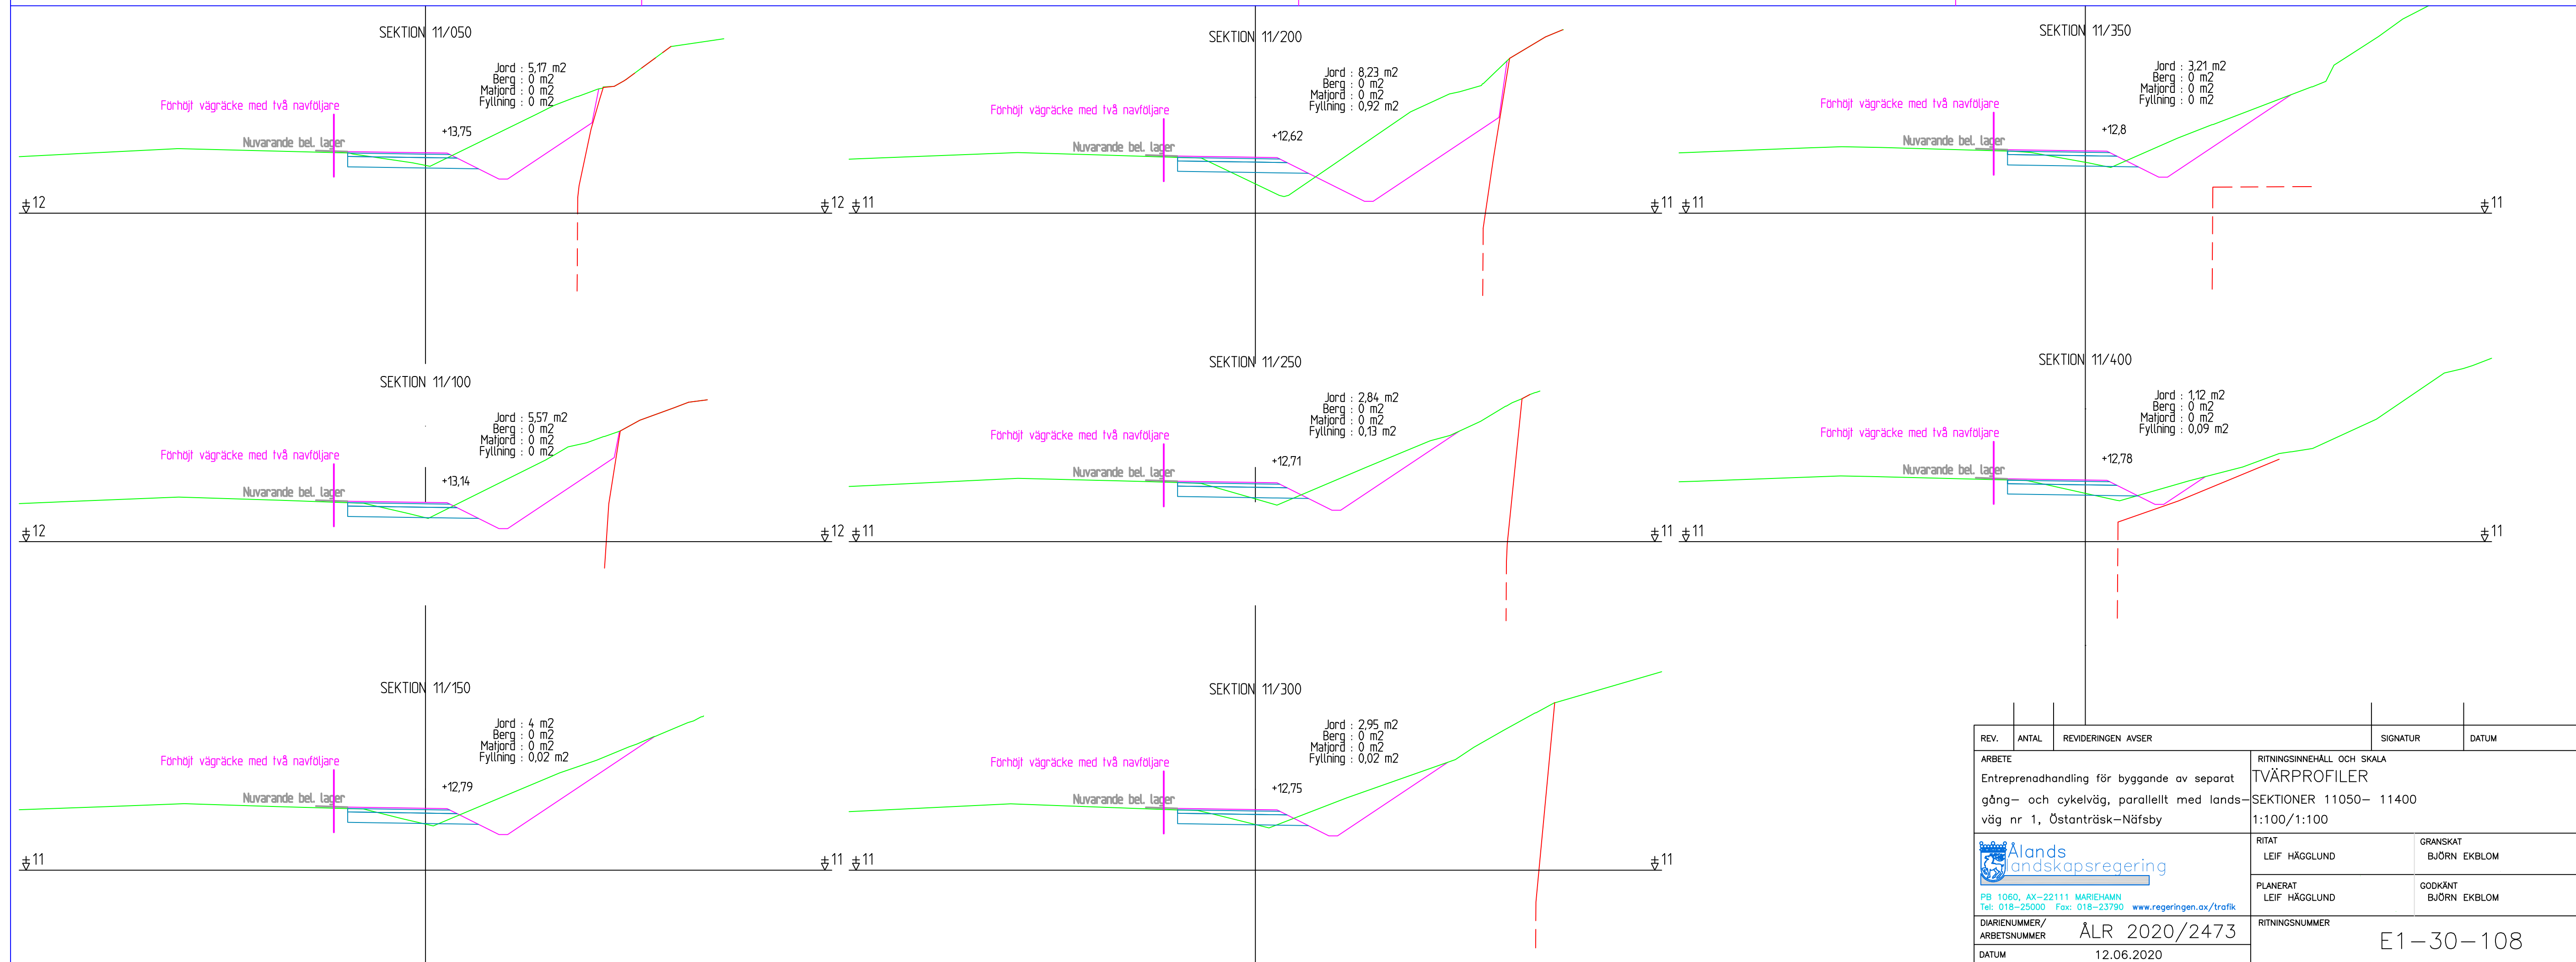 SEKTION 11/050
Jord : 5,17 m2
Berg : 0 m2
Matjord : 0 m2
Fyllning : 0 m2
Förhöjt vägräcke med två navföljare
Nuvarande bel. lager
+13,75
+12
+12
SEKTION 11/100
Jord : 5,57 m2
Berg : 0 m2
Matjord : 0 m2
Fyllning : 0 m2
Förhöjt vägräcke med två navföljare
Nuvarande bel. lager
+13,14
+12
+12
SEKTION 11/150
Jord : 4 m2
Berg : 0 m2
Matjord : 0 m2
Fyllning : 0,02 m2
Förhöjt vägräcke med två navföljare
Nuvarande bel. lager
+12,79
+11
+11
SEKTION 11/200
Jord : 8,23 m2
Berg : 0 m2
Matjord : 0 m2
Fyllning : 0,92 m2
Förhöjt vägräcke med två navföljare
Nuvarande bel. lager
+12,62
+11
+11
SEKTION 11/250
Jord : 2,84 m2
Berg : 0 m2
Matjord : 0 m2
Fyllning : 0,13 m2
Förhöjt vägräcke med två navföljare
Nuvarande bel. lager
+12,71
+11
+11
SEKTION 11/300
Jord : 2,95 m2
Berg : 0 m2
Matjord : 0 m2
Fyllning : 0,02 m2
Förhöjt vägräcke med två navföljare
Nuvarande bel. lager
+12,75
+11
+11
SEKTION 11/350
Jord : 3,21 m2
Berg : 0 m2
Matjord : 0 m2
Fyllning : 0 m2
Förhöjt vägräcke med två navföljare
Nuvarande bel. lager
+12,8
+11
+11
SEKTION 11/400
Jord : 1,12 m2
Berg : 0 m2
Matjord : 0 m2
Fyllning : 0,09 m2
Förhöjt vägräcke med två navföljare
Nuvarande bel. lager
+12,78
+11
+11
REV. ANTAL REVIDERINGEN AVSER SIGNATUR DATUM
ARBETE
Entreprenadhandling för byggande av separat
gång- och cykelväg, parallellt med lands-
väg nr 1, Östanträsk-Näfsby
RITNINGSINNEHÅLL OCH SKALA
TVÄRPROFILER
SEKTIONER 11050- 11400
1:100/1:100
Ålands
landskapsregering
PB 1060, AX-22111 MARIEHAMN
Tel: 018-25000 Fax: 018-23790 www.regeringen.ax/trafik
RITAT
LEIF HÄGGLUND
GRANSKAT
BJÖRN EKBLOM
PLANERAT
LEIF HÄGGLUND
GODKÄNT
BJÖRN EKBLOM
DIARIENUMMER/
ARBETSNUMMER
ÅLR 2020/2473
RITNINGSNUMMER
E1-30-108
DATUM
12.06.2020